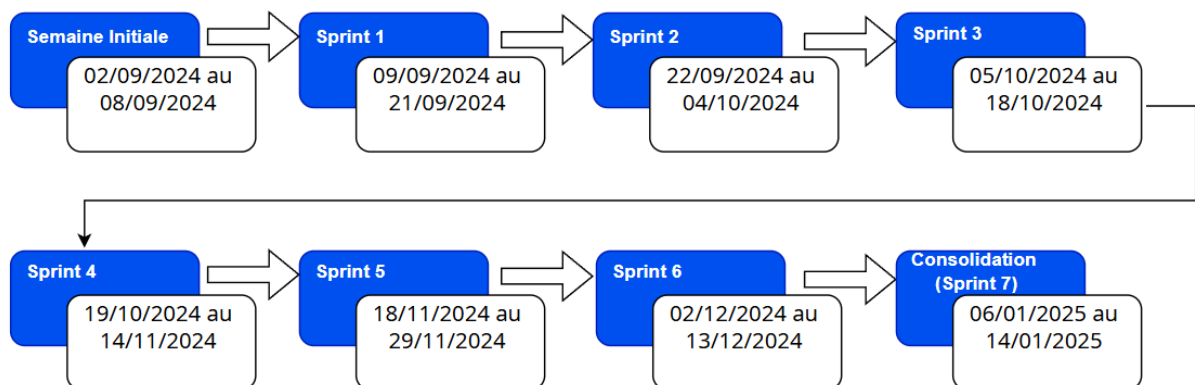 Semaine Initiale
02/09/2024 au
08/09/2024
Sprint 1
09/09/2024 au
21/09/2024
Sprint 2
22/09/2024 au
04/10/2024
Sprint 3
05/10/2024 au
18/10/2024
Sprint 4
19/10/2024 au
14/11/2024
Sprint 5
18/11/2024 au
29/11/2024
Sprint 6
02/12/2024 au
13/12/2024
Consolidation
(Sprint 7)
06/01/2025 au
14/01/2025